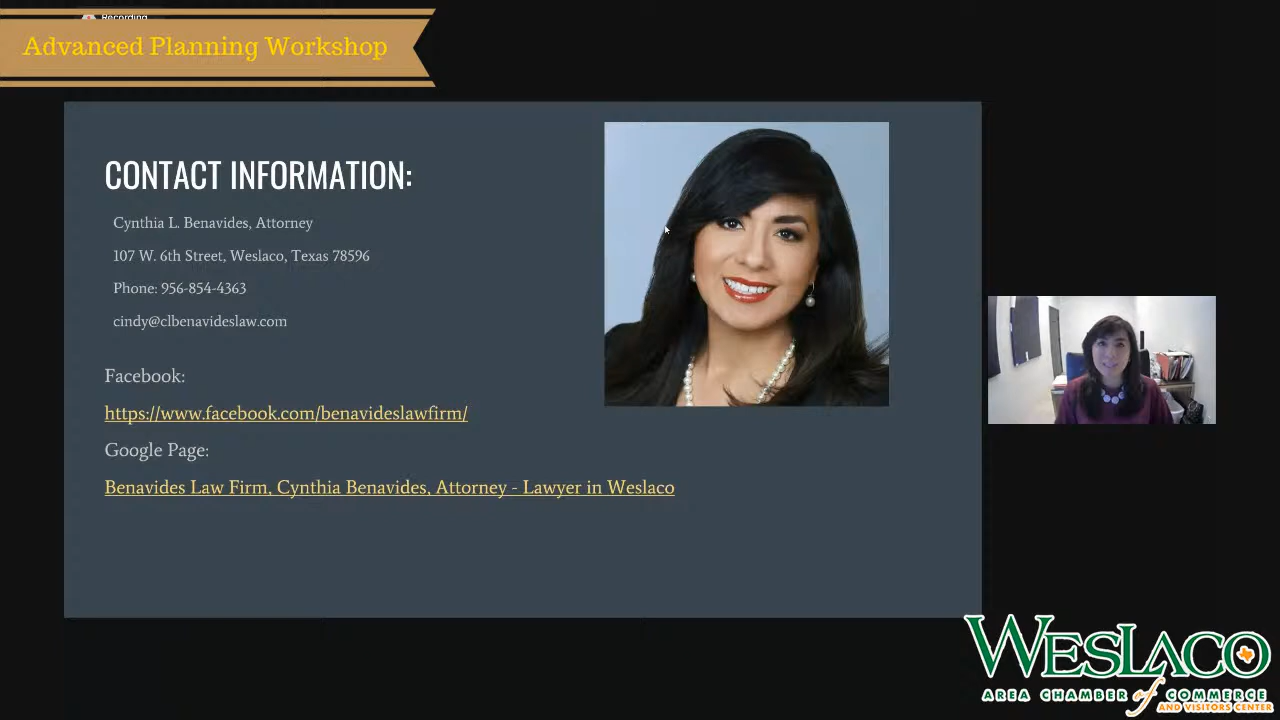 Recording
Advanced Planning Workshop
CONTACT INFORMATION:
Cynthia L. Benavides, Attorney
107 W. 6th Street, Weslaco, Texas 78596
Phone: 956-854-4363
cindy@clbenavideslaw.com
Facebook:
https://www.facebook.com/benavideslawfirm/
Google Page:
Benavides Law Firm, Cynthia Benavides, Attorney - Lawyer in Weslaco
WESLACO
AREA CHAMBER of COMMERCE
AND VISITORS CENTER